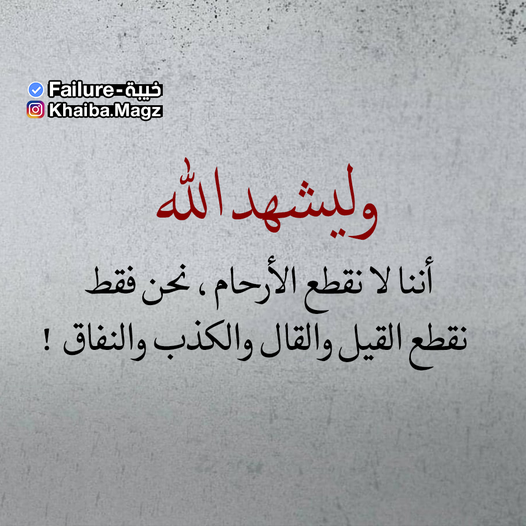 خيبة-Failure
Khaiba.Magz
وليشهد الله
أننا لا نقطع الأرحام ، نحن فقط
نقطع القيل والقال والكذب والنفاق !